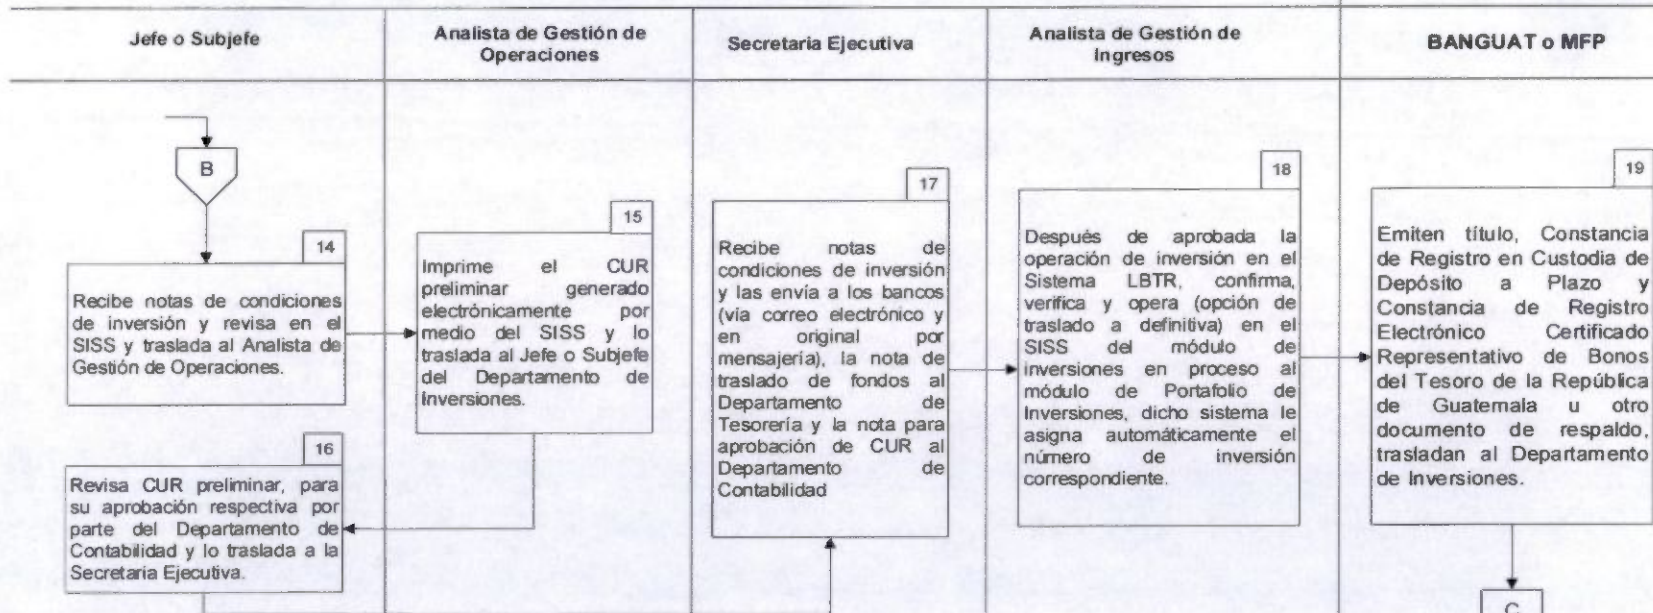 Jefe o Subjefe
Analista de Gestión de
Operaciones
Secretaria Ejecutiva
Analista de Gestión de
Ingresos
BANGUAT o MFP
B
14
Recibe notas de condiciones
de inversión y revisa en el
SISS y traslada al Analista de
Gestión de Operaciones.
15
Imprime el CUR
preliminar generado
electrónicamente por
medio del SISS y lo
traslada al Jefe o Subjefe
del Departamento de
Inversiones.
16
Revisa CUR preliminar, para
su aprobación respectiva por
parte del Departamento de
Contabilidad y lo traslada a la
Secretaria Ejecutiva.
17
Recibe notas de
condiciones de inversión
y las envía a los bancos
(vía correo electrónico y
en original por
mensajería), la nota de
traslado de fondos al
Departamento de
Tesorería y la nota para
aprobación de CUR al
Departamento de
Contabilidad
18
Después de aprobada la
operación de inversión en el
Sistema LBTR, confirma,
verifica y opera (opción de
traslado a definitiva) en el
SISS del módulo de
inversiones en proceso al
módulo de Portafolio de
Inversiones, dicho sistema le
asigna automáticamente el
número de inversión
correspondiente.
19
Emiten título, Constancia
de Registro en Custodia de
Depósito a Plazo y
Constancia de Registro
Electrónico Certificado
Representativo de Bonos
del Tesoro de la República
de Guatemala u otro
documento de respaldo,
trasladan al Departamento
de Inversiones.
C